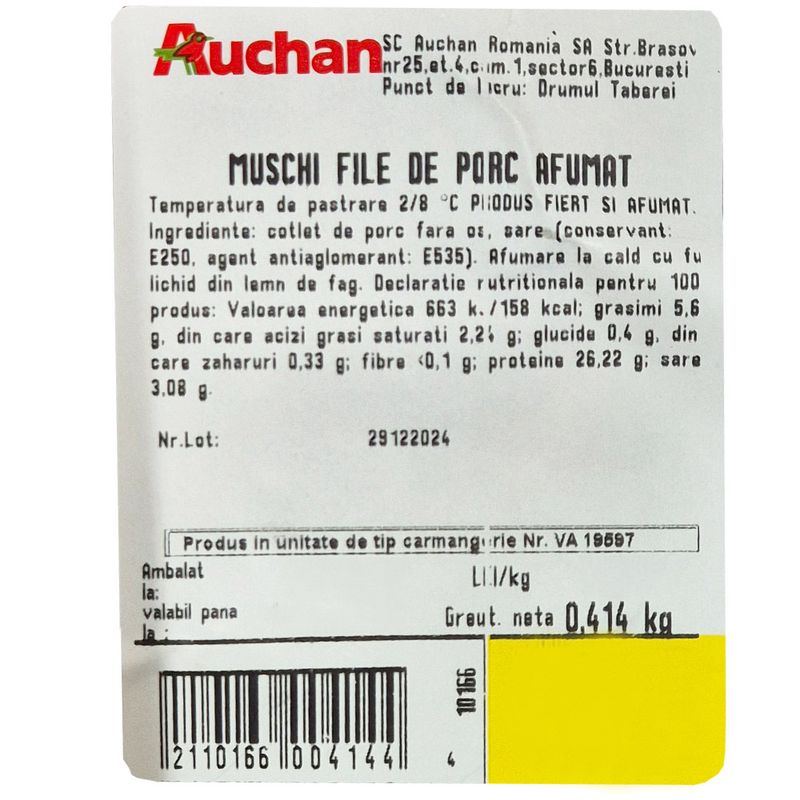 Auchan
SC Auchan Romania SA Str.Brasov
nr25,et.4,cam.1,sector6,Bucuresti
Punct de lucru: Drumul Taberei
MUSCHI FILE DE PORC AFUMAT
Temperatura de pastrare 2/8 °C PRODUS FIERT SI AFUMAT.
Ingrediente: cotlet de porc fara os, sare (conservant:
E250, agent antiaglomerant: E535). Afumare la cald cu fu
lichid din lemn de fag. Declaratie nutritionala pentru 100
produs: Valoarea energetica 663 kJ/158 kcal; grasimi 5,6
g, din care acizi grasi saturati 2,24 g; glucide 0,4 g, din
care zaharuri 0,33 g; fibre <0,1 g; proteine 26,22 g; sare
3,08 g.
Nr.Lot: 29122024
Produs in unitate de tip carmangerie Nr. VA 19597
Ambalat
la:
LEI/kg
valabil pana
la :
Greut. neta 0,414 kg
10166
2110166 004144
4